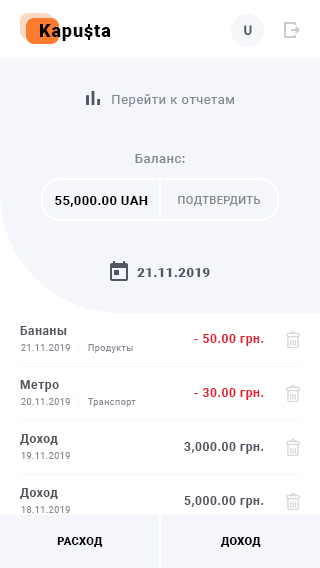 Kapu$ta
U
Перейти к отчетам
Баланс:
55,000.00 UAH
ПОДТВЕРДИТЬ
21.11.2019
Бананы
- 50.00 грн.
21.11.2019
Продукты
Метро
- 30.00 грн.
20.11.2019
Транспорт
Доход
3,000.00 грн.
19.11.2019
Доход
5,000.00 грн.
18.11.2019
РАСХОД
ДОХОД